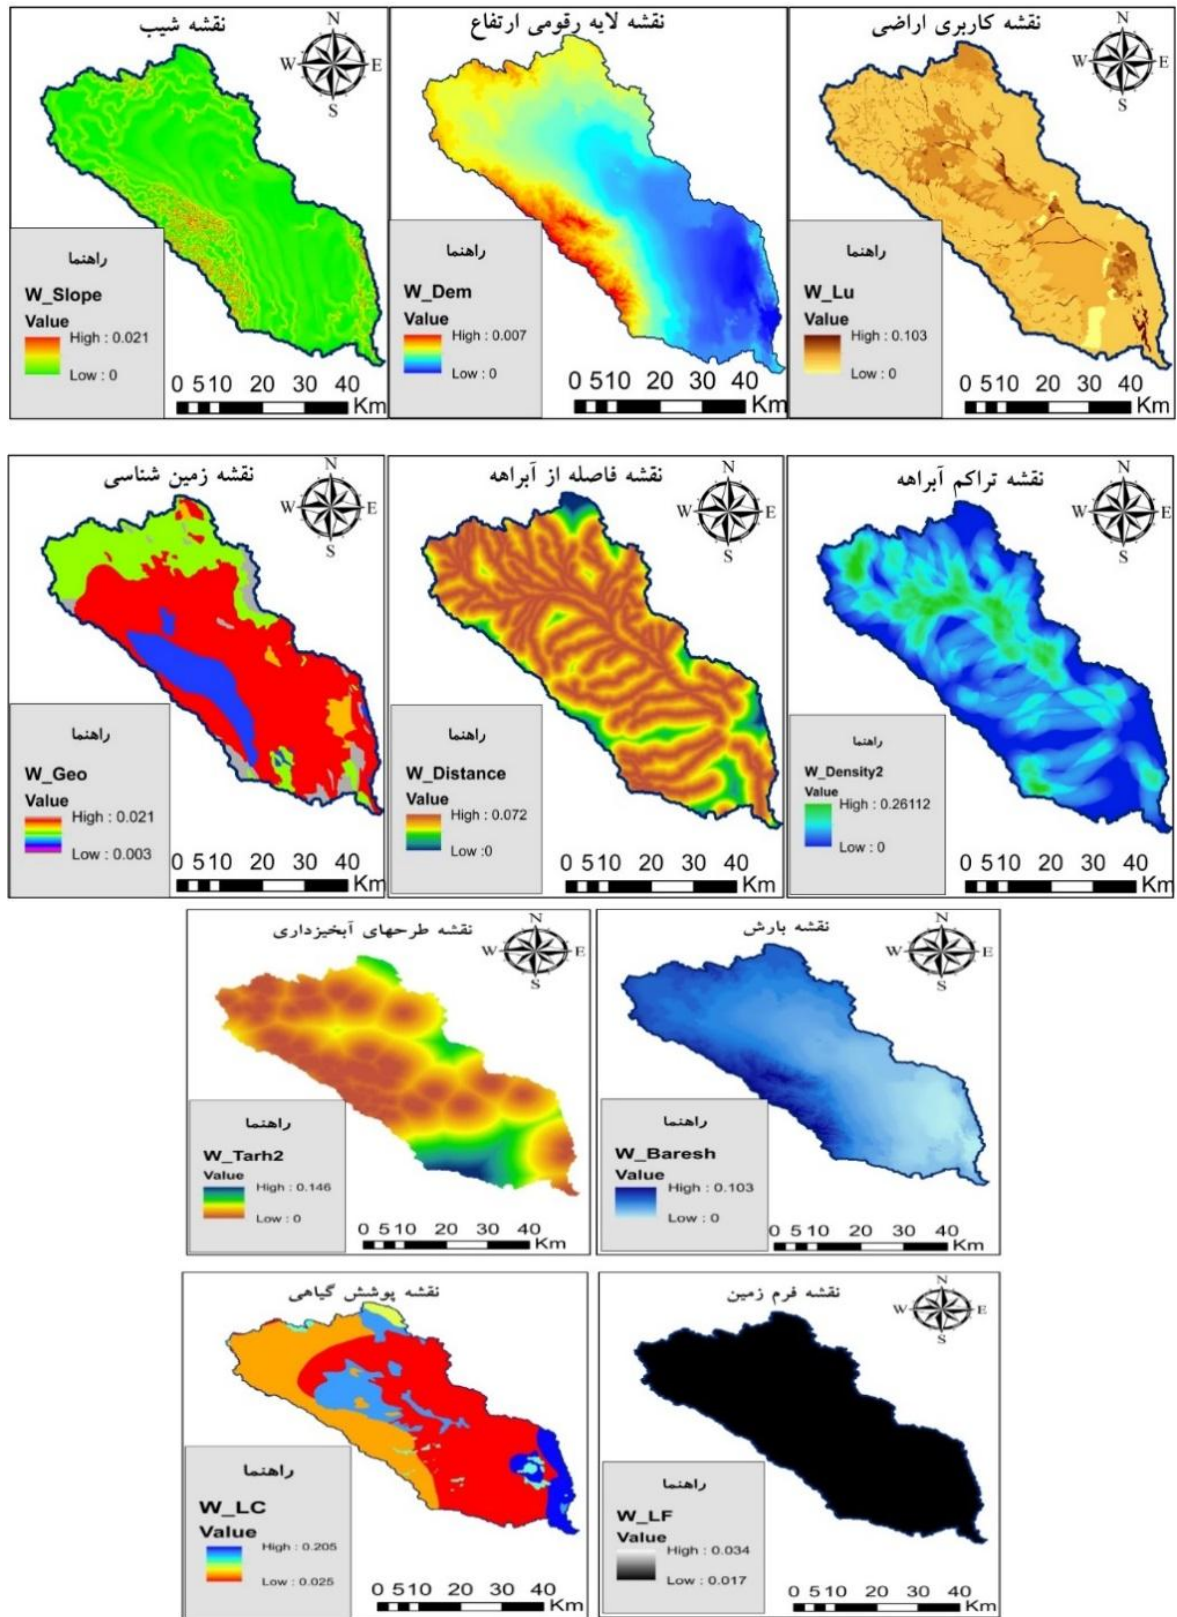 نقشه شیب
N
W E
S
راهنما
W_Slope
Value
High : 0.021
Low : 0
0 510 20 30 40
Km
نقشه لایه رقومی ارتفاع
N
W E
S
راهنما
W_Dem
Value
High : 0.007
Low : 0
0 510 20 30 40
Km
نقشه کاربری اراضی
N
W E
S
راهنما
W_Lu
Value
High : 0.103
Low : 0
0 510 20 30 40
Km
نقشه زمین شناسی
N
W E
S
راهنما
W_Geo
Value
High : 0.021
Low : 0.003
0 510 20 30 40
Km
نقشه فاصله از آبراهه
N
W E
S
راهنما
W_Distance
Value
High : 0.072
Low :0
0 510 20 30 40
Km
نقشه تراکم آبراهه
N
W E
S
راهنما
W_Density2
Value
High : 0.26112
Low : 0
0 510 20 30 40
Km
نقشه طرحهای آبخیزداری
N
W E
S
راهنما
W_Tarh2
Value
High : 0.146
Low : 0
0 510 20 30 40
Km
نقشه بارش
N
W E
S
راهنما
W_Baresh
Value
High : 0.103
Low : 0
0 510 20 30 40
Km
نقشه پوشش گیاهی
N
W E
S
راهنما
W_LC
Value
High : 0.205
Low : 0.025
0 510 20 30 40
Km
نقشه فرم زمین
N
W E
S
راهنما
W_LF
Value
High : 0.034
Low : 0.017
0 510 20 30 40
Km